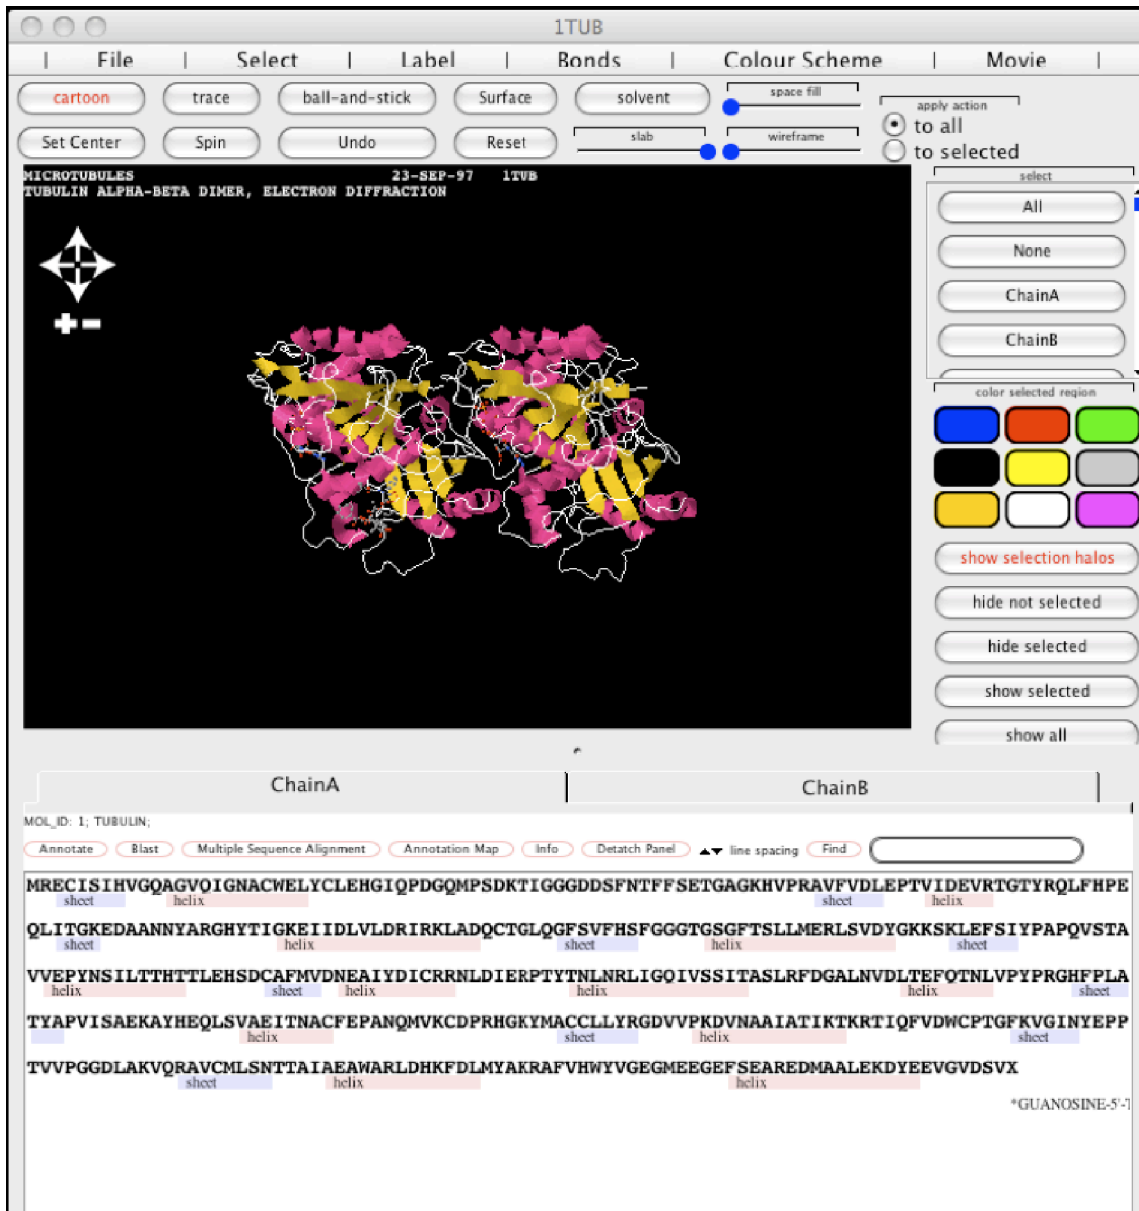 1TUB
| File | Select | Label | Bonds | Colour Scheme | Movie |
cartoon trace ball-and-stick Surface solvent space fill apply action
to all
Set Center Spin Undo Reset slab wireframe
to selected
MICROTUBULES 23-SEP-97 1TUB
TUBULIN ALPHA-BETA DIMER, ELECTRON DIFFRACTION
select
All
None
ChainA
ChainB
color selected region
show selection halos
hide not selected
hide selected
show selected
show all
ChainA ChainB
MOL_ID: 1; TUBULIN;
Annotate Blast Multiple Sequence Alignment Annotation Map Info Detatch Panel line spacing Find
MRECISIHVGQAGVQIGNACWELYCLEHGIQPDGQMPSDKTIGGGDDSFNTFFSETGAGKHVPRAVFVDLEPTVIDEVRTGTYRQLFHPE
sheet helix sheet helix
QLITGKEDAANNYARGHYTIGKEIIDLVLDRIRKLADQCTGLQGFSVFHSFGGGTGSGFTSLLMERLSVDYGKKSKLEFSIYPAPQVSTA
sheet helix sheet helix sheet
VVEPYNSILTTHTTLEHSDCAFMVDNEAIYDICRRNLDIERPTYTNLNRLIGQIVSSITASLRFDGALNVDLTEFQTNLVPYPRGHFPLA
helix sheet helix helix helix sheet
TYAPVISAEKAYHEQLSVAEITNACFEPANQMVKCDPRHGKYMACCLLYRGDVVPKDVNAAIATIKTKRTIQFVDWCPTGFKVGINYEPP
helix sheet helix sheet
TVVPGGDLAKVQRAVCMLSNTTAIAEAWARLDHKFDLMYAKRAFVHWYVGEGMEEGEFSEAREDMAALEKDYEEVGVDSVX
sheet helix helix
*GUANOSINE-5'-T